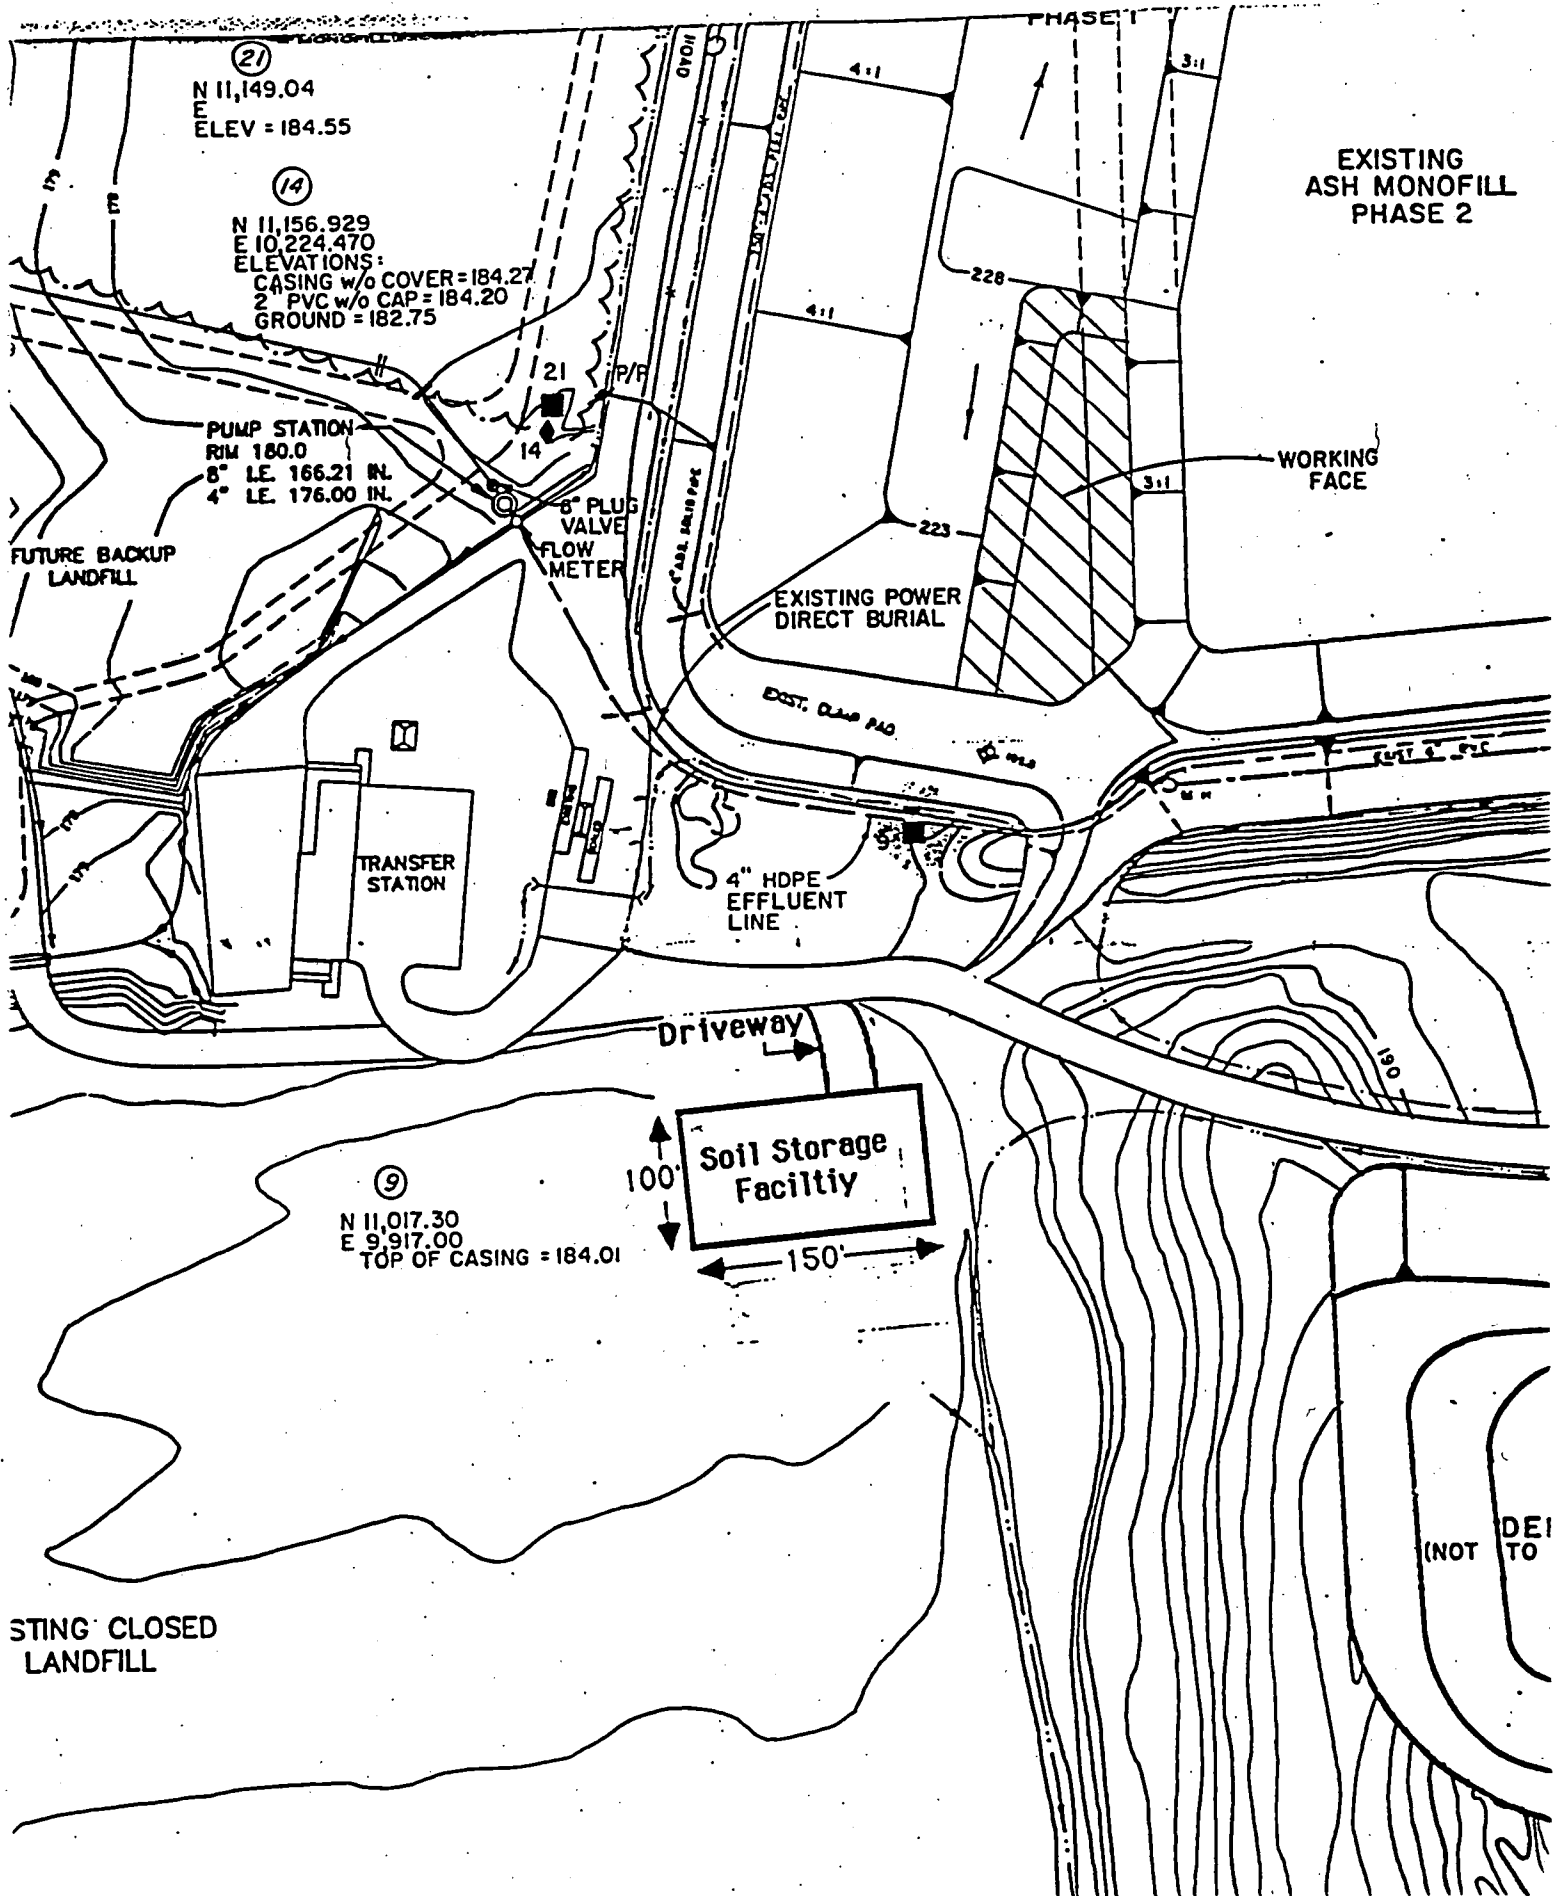 PHASE 1
21
N 11,149.04
E
ELEV = 184.55
14
N 11,156.929
E 10,224.470
ELEVATIONS:
CASING w/o COVER = 184.27
2" PVC w/o CAP = 184.20
GROUND = 182.75
179
178
ROAD
4:1
3:1
EXISTING
ASH MONOFILL
PHASE 2
228
4:1
21
P/P
14
PUMP STATION
RIM 180.0
8" I.E. 166.21 IN.
4" I.E. 176.00 IN.
8" PLUG
VALVE
FLOW
METER
FUTURE BACKUP
LANDFILL
WORKING
FACE
3:1
223
EXISTING POWER
DIRECT BURIAL
TRANSFER
STATION
4" HDPE
EFFLUENT
LINE
9
Driveway
190
Soil Storage
Faciltiy
100'
150'
9
N 11,017.30
E 9,917.00
TOP OF CASING = 184.01
DE
(NOT TO
STING CLOSED
LANDFILL